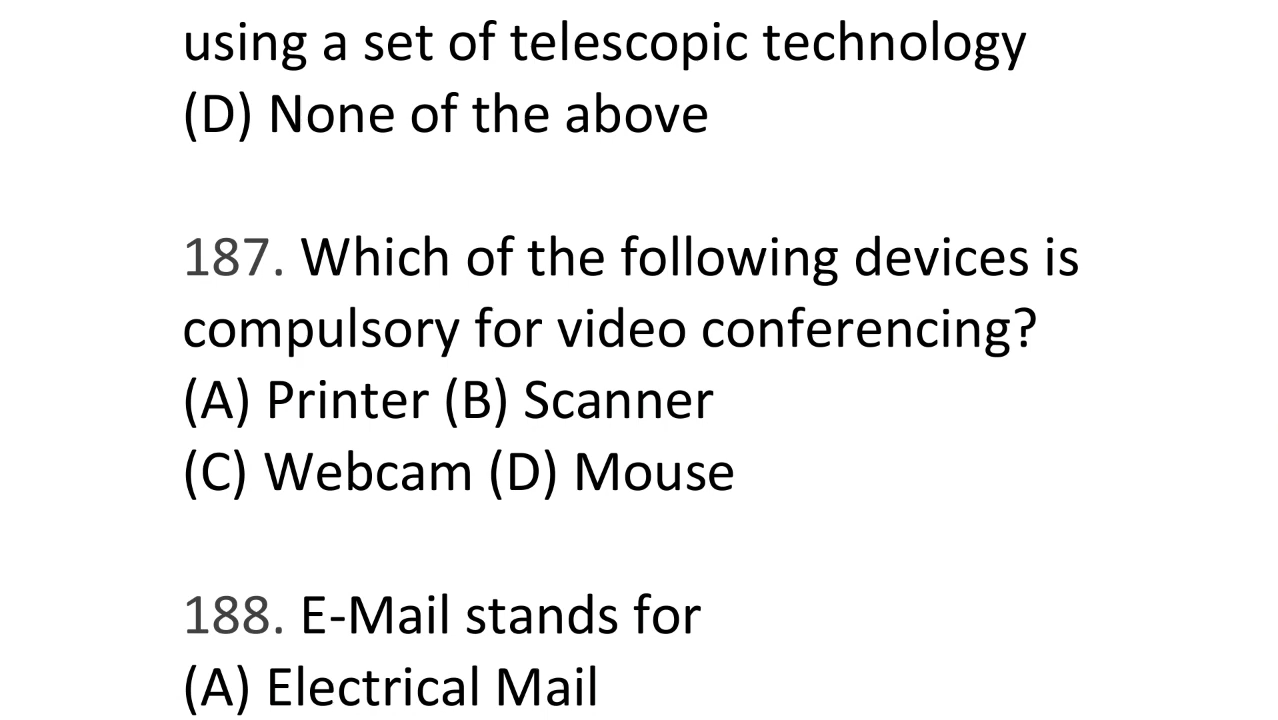 using a set of telescopic technology
(D) None of the above
187. Which of the following devices is
compulsory for video conferencing?
(A) Printer (B) Scanner
(C) Webcam (D) Mouse
188. E-Mail stands for
(A) Electrical Mail